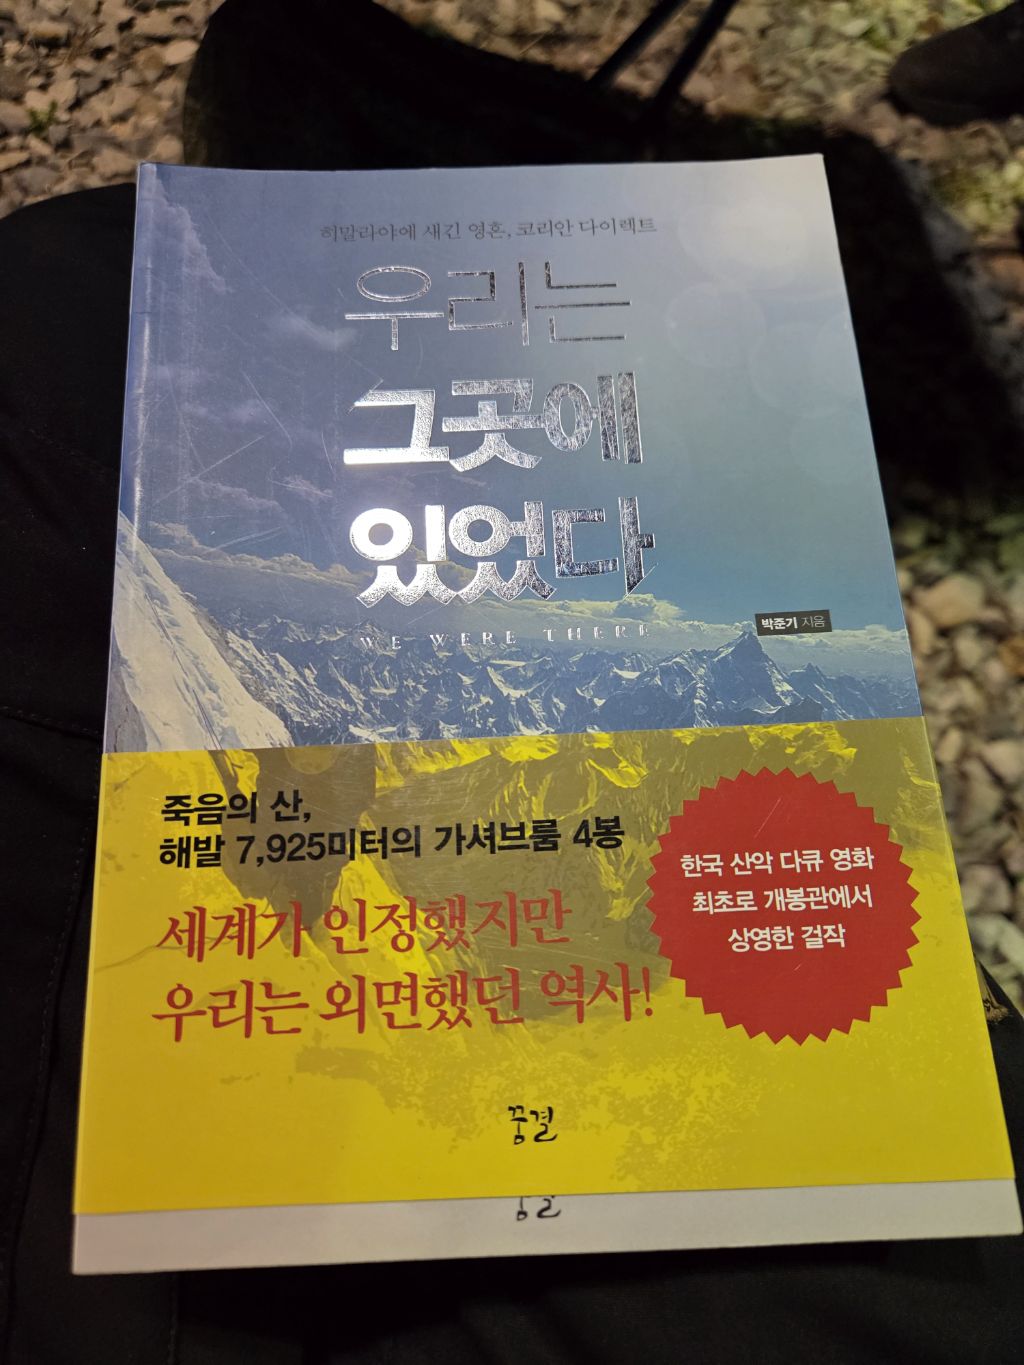 히말라야에 새긴 영혼, 코리안 다이렉트
우리는
그곳에
있었다
WE WERE THERE
박준기 지음
죽음의 산,
해발 7,925미터의 가셔브룸 4봉
세계가 인정했지만
우리는 외면했던 역사!
한국 산악 다큐 영화
최초로 개봉관에서
상영한 걸작
꿈결